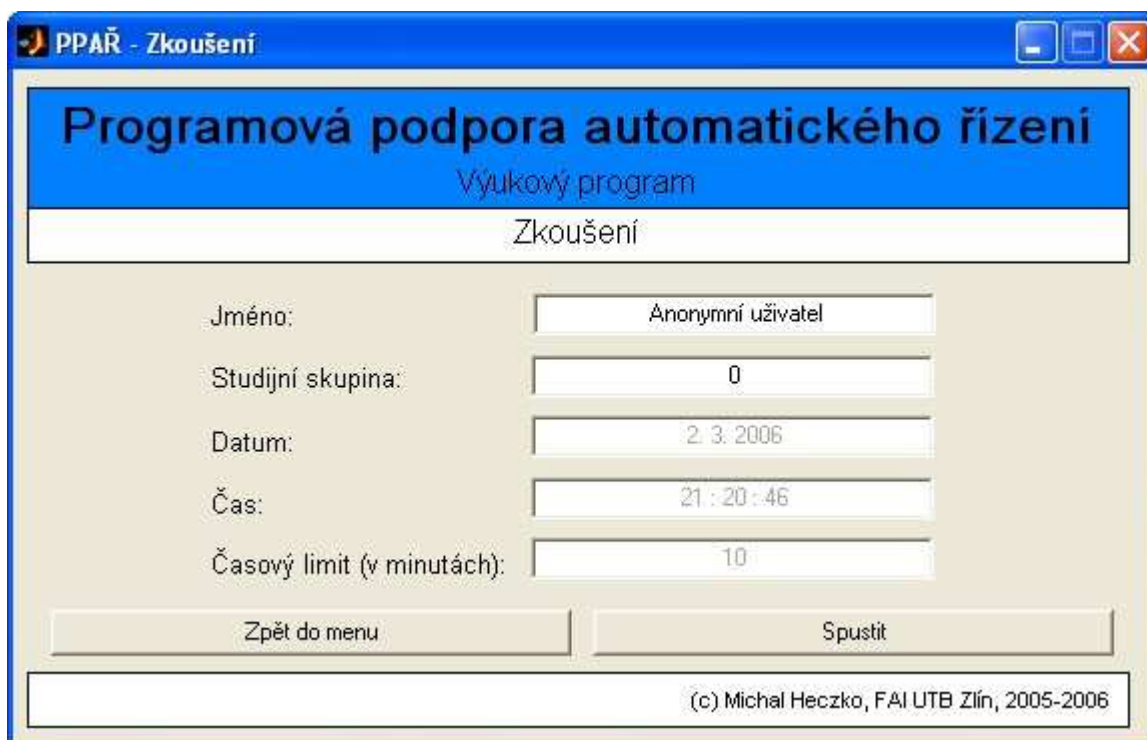 PPAŘ - Zkoušení
Programová podpora automatického řízení
Výukový program
Zkoušení
Jméno: Anonymní uživatel
Studijní skupina: 0
Datum: 2. 3. 2006
Čas: 21 : 20 : 46
Časový limit (v minutách): 10
Zpět do menu Spustit
(c) Michal Heczko, FAI UTB Zlín, 2005-2006